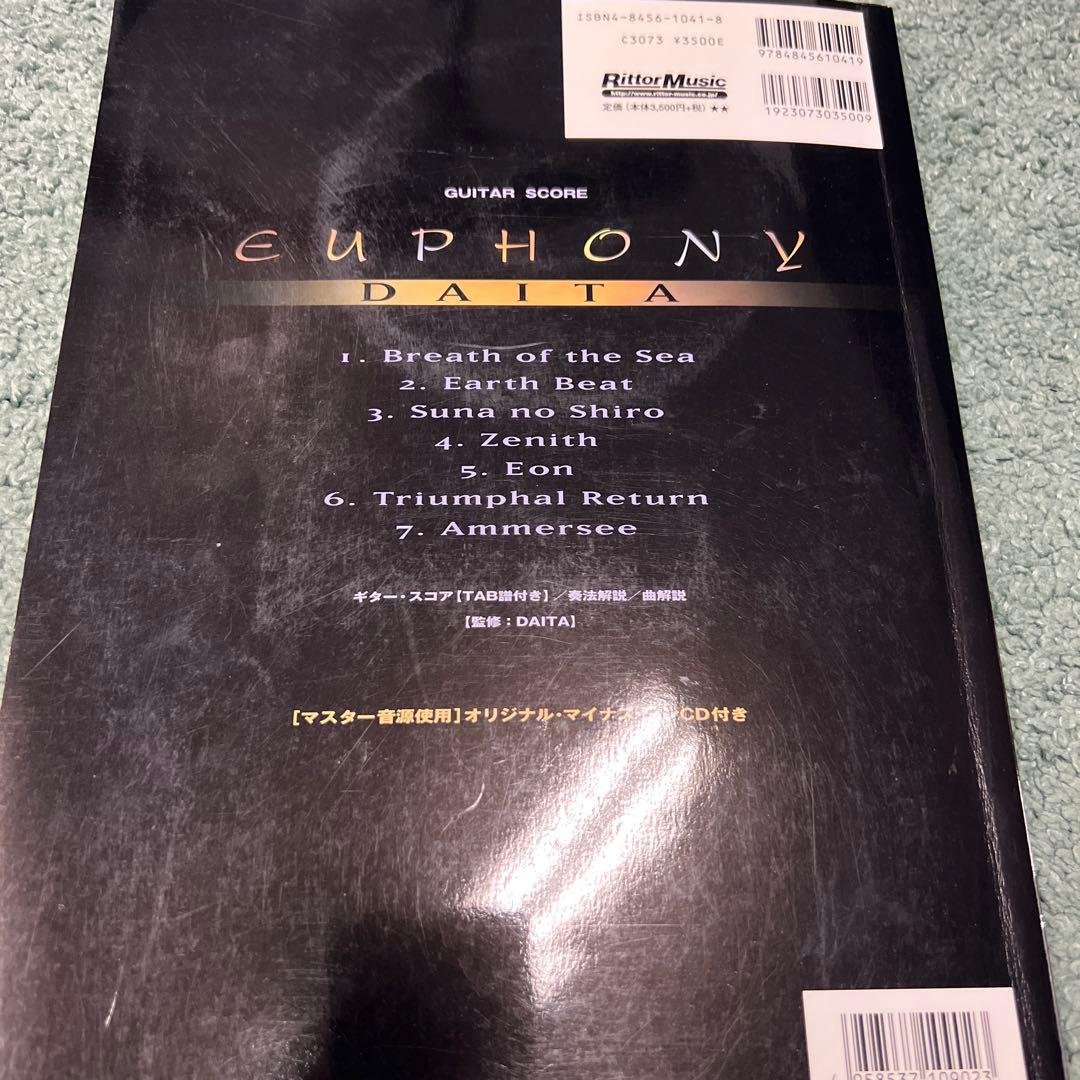 ISBN4-8456-1041-8
C3073 ¥3500E
9784845610419
RittorMusic
http://www.rittor-music.co.jp/
定価(本体3,500円+税)★★
1923073035009
GUITAR SCORE
EUPHONY
DAITA
1. Breath of the Sea
2. Earth Beat
3. Suna no Shiro
4. Zenith
5. Eon
6. Triumphal Return
7. Ammersee
ギター・スコア【TAB譜付き】／奏法解説／曲解説
【監修：DAITA】
[マスター音源使用]オリジナル・マイナス CD付き
109023